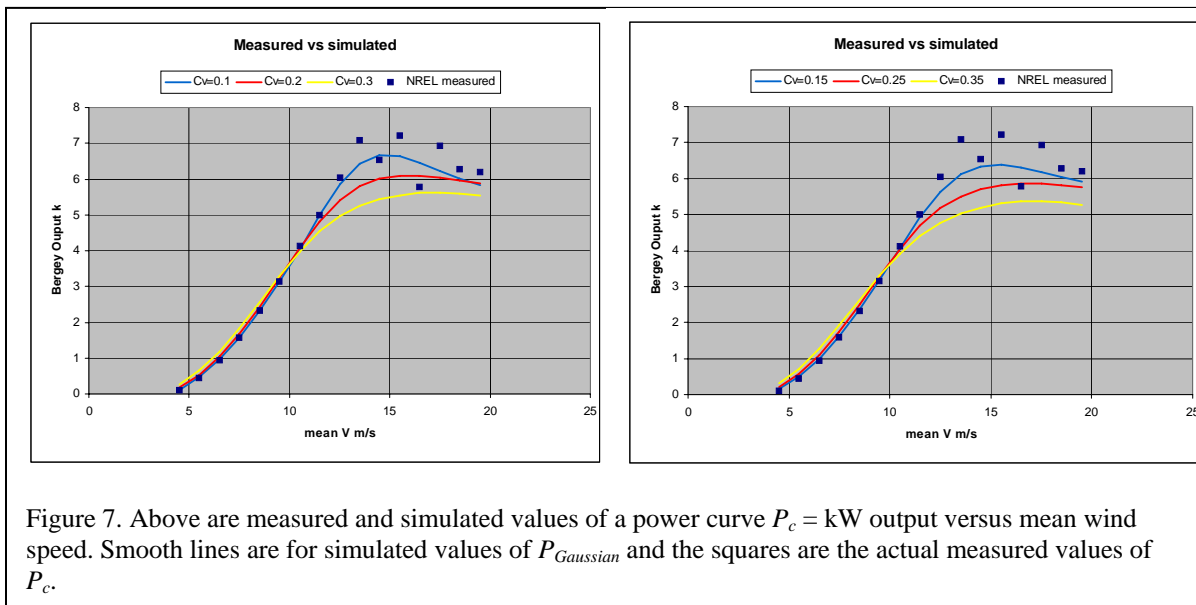 Measured vs simulated
Cv=0.1 Cv=0.2 Cv=0.3 NREL measured
8
7
6
5
4
3
2
1
0
0 5 10 15 20 25
Bergey Ouput k
mean V m/s
Measured vs simulated
Cv=0.15 Cv=0.25 Cv=0.35 NREL measured
8
7
6
5
4
3
2
1
0
0 5 10 15 20 25
Bergey Ouput k
mean V m/s
Figure 7. Above are measured and simulated values of a power curve P_c = kW output versus mean wind
speed. Smooth lines are for simulated values of P_Gaussian and the squares are the actual measured values of
P_c.